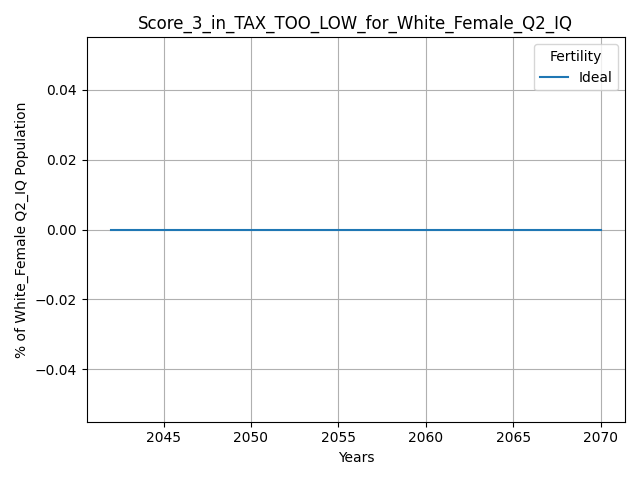 Score_3_in_TAX_TOO_LOW_for_White_Female_Q2_IQ
Fertility
Ideal
% of White_Female Q2_IQ Population
0.04
0.02
0.00
−0.02
−0.04
2045 2050 2055 2060 2065 2070
Years